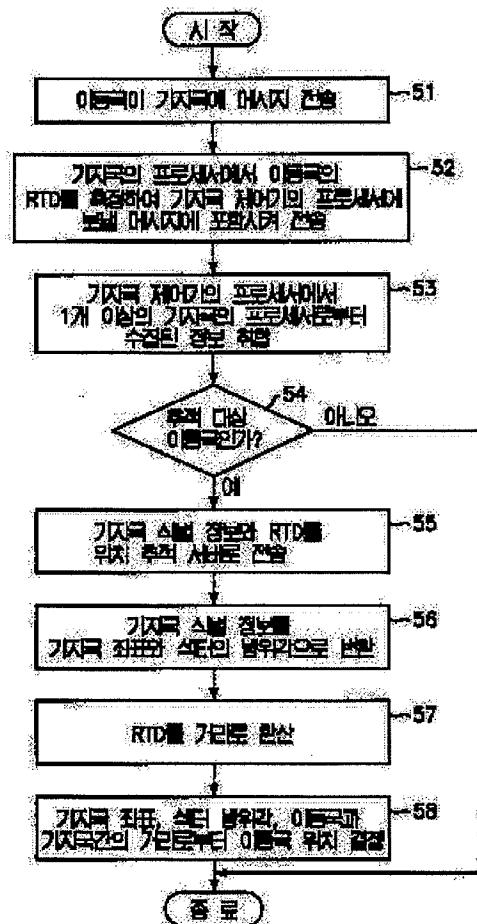 시 작
이동국이 기지국에 메시지 전송
51
기지국의 프로세서에서 이동국의
RTD를 측정하여 기지국 제어기의 프로세서에
보낼 메시지에 포함시켜 전송
52
기지국 제어기의 프로세서에서
1개 이상의 기지국의 프로세서로부터
수집된 정보 취합
53
추적 대상
이동국인가?
54
아니오
예
기지국 식별 정보와 RTD를
위치 추적 서버로 전송
55
기지국 식별 정보를
기지국 좌표와 섹터의 방위각으로 변환
56
RTD를 거리로 환산
57
기지국 좌표, 섹터 방위각, 이동국과
기지국간의 거리로부터 이동국 위치 결정
58
종 료